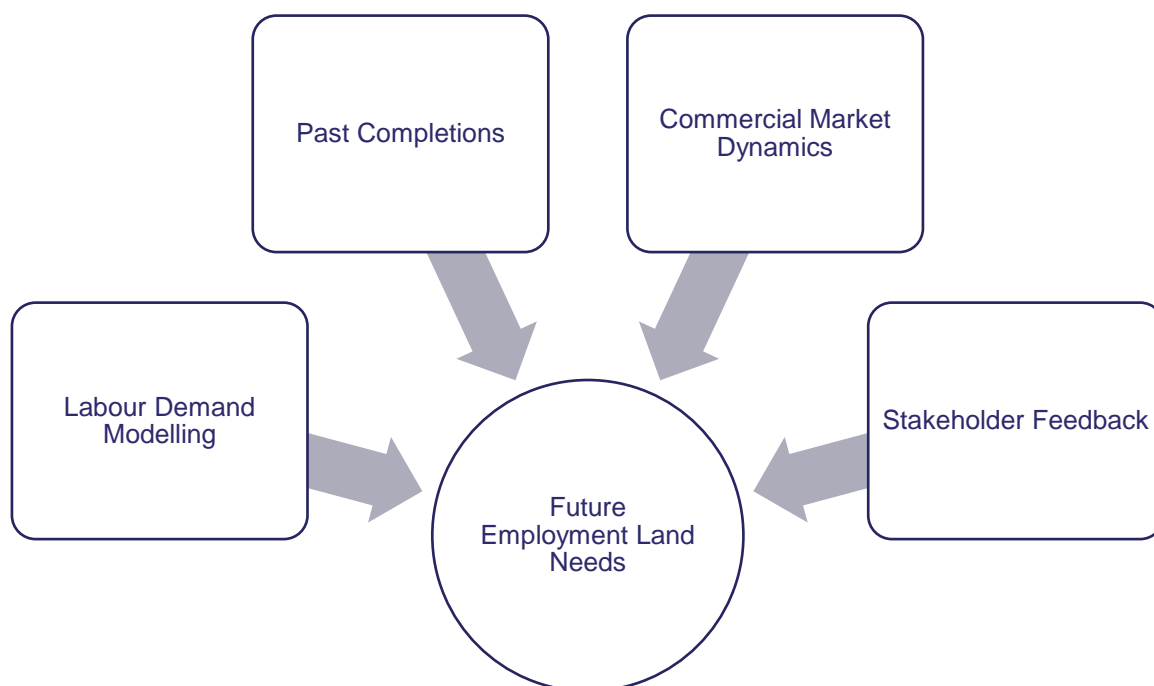 Past Completions
Commercial Market
Dynamics
Labour Demand
Modelling
Stakeholder Feedback
Future
Employment Land
Needs